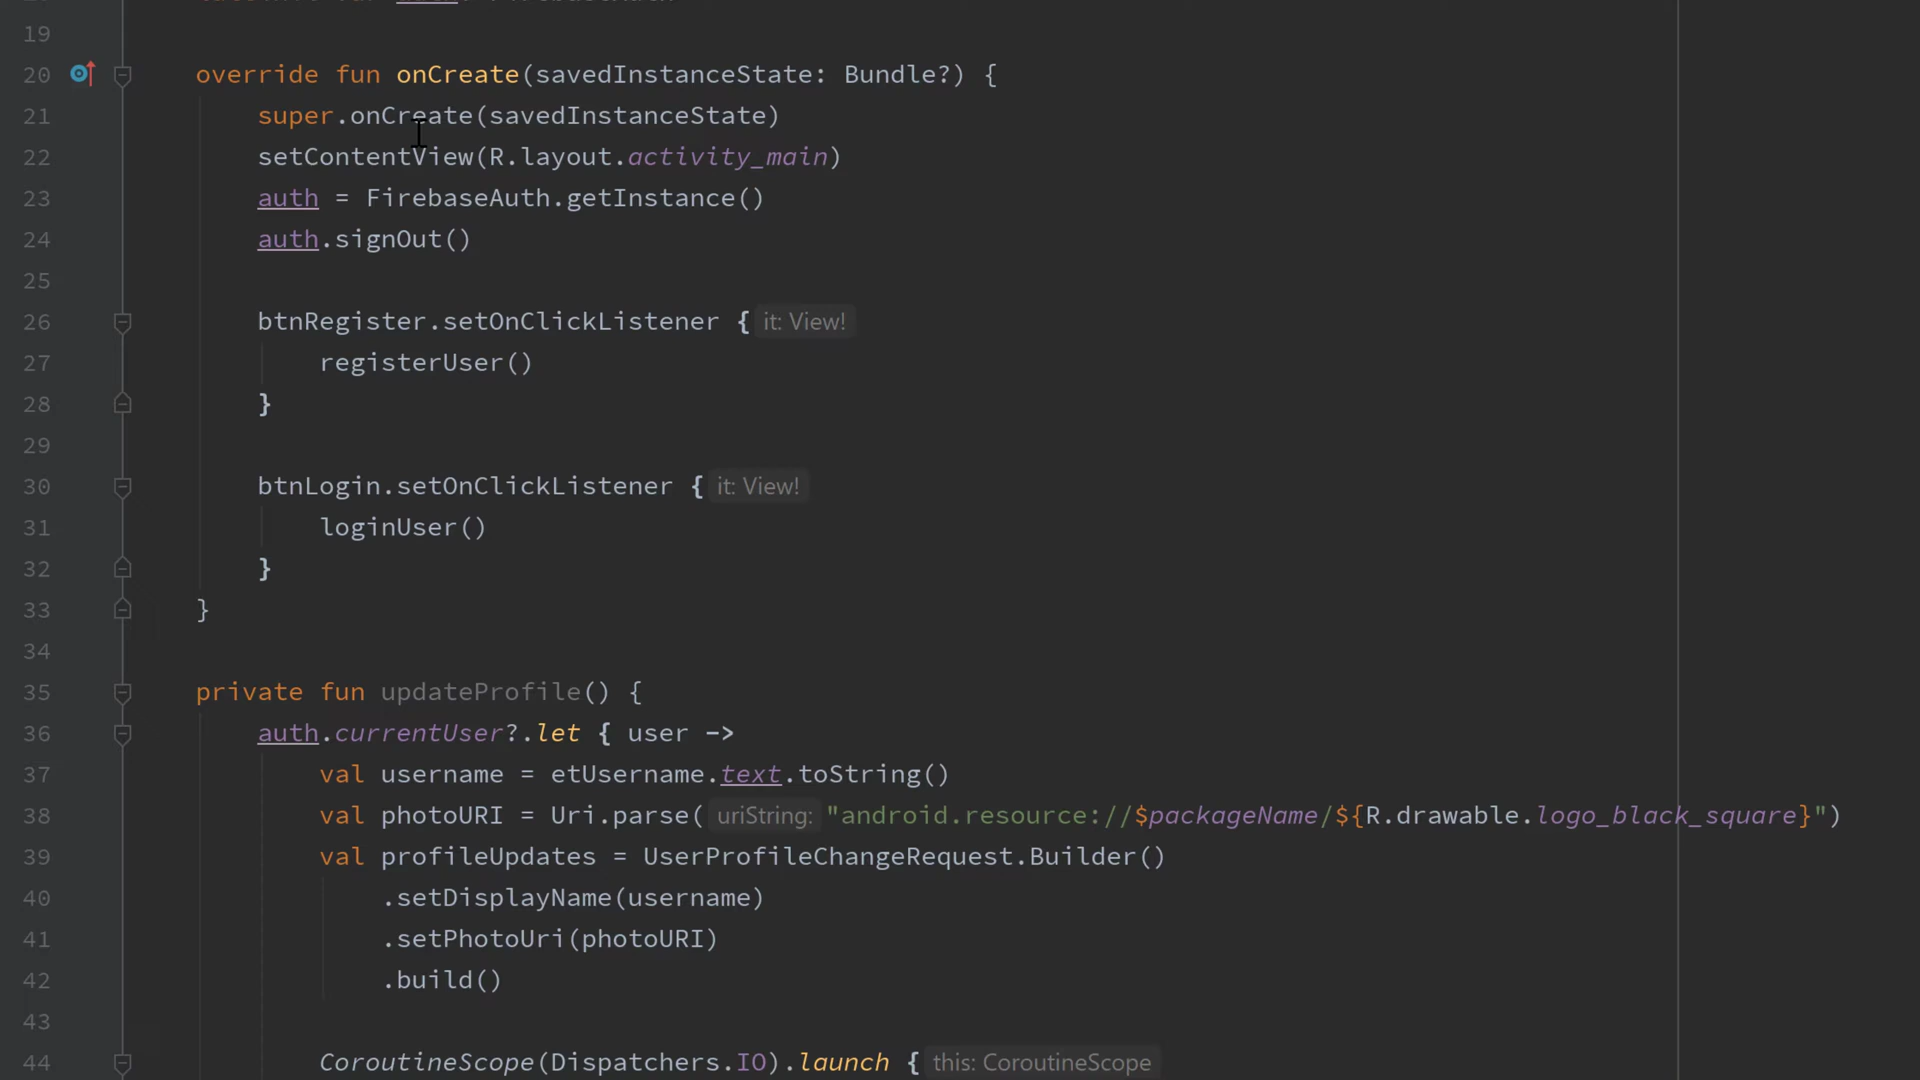 19
20 override fun onCreate(savedInstanceState: Bundle?) {
21 super.onCreate(savedInstanceState)
22 setContentView(R.layout.activity_main)
23 auth = FirebaseAuth.getInstance()
24 auth.signOut()
25
26 btnRegister.setOnClickListener { it: View!
27 registerUser()
28 }
29
30 btnLogin.setOnClickListener { it: View!
31 loginUser()
32 }
33 }
34
35 private fun updateProfile() {
36 auth.currentUser?.let { user ->
37 val username = etUsername.text.toString()
38 val photoURI = Uri.parse( uriString: "android.resource://$packageName/${R.drawable.logo_black_square}")
39 val profileUpdates = UserProfileChangeRequest.Builder()
40 .setDisplayName(username)
41 .setPhotoUri(photoURI)
42 .build()
43
44 CoroutineScope(Dispatchers.IO).launch { this: CoroutineScope